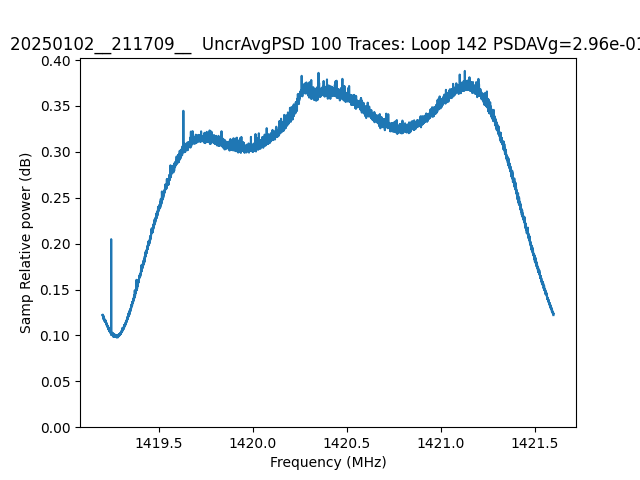 20250102__211709__ UncrAvgPSD 100 Traces: Loop 142 PSDAVg=2.96e-01
0.40
0.35
0.30
0.25
0.20
0.15
0.10
0.05
0.00
Samp Relative power (dB)
1419.5 1420.0 1420.5 1421.0 1421.5
Frequency (MHz)